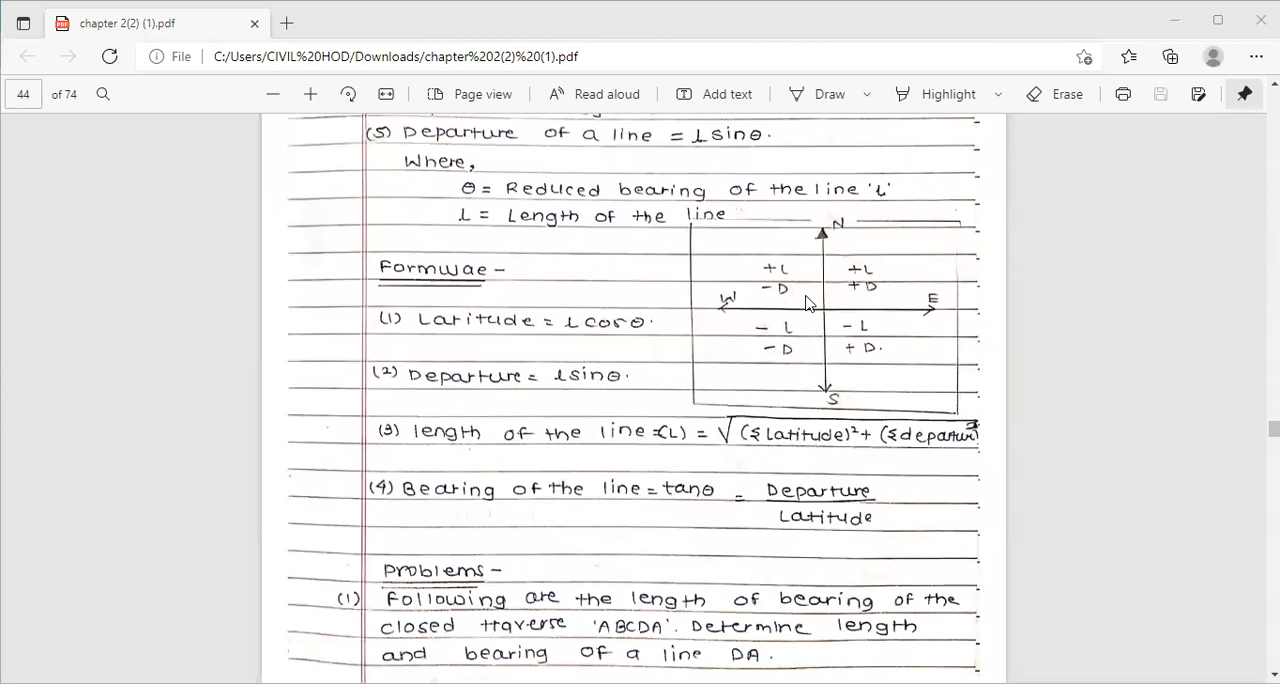 chapter 2(2) (1).pdf
File C:/Users/CIVIL%20HOD/Downloads/chapter%202(2)%20(1).pdf
44 of 74 Page view Read aloud Add text Draw Highlight Erase
(5) Departure of a line = l sinθ.
Where,
θ = Reduced bearing of the line 'l'
l = Length of the line
N
Formulae -
+L +L
-D +D
W E
(1) Latitude = l cosθ.
- L - L
- D + D.
(2) Departure = l sinθ.
S
(3) length of the line =(L) = √(Σ Latitude)² + (Σ departur)²
(4) Bearing of the line = tanθ = Departure
Latitude
Problems -
(1) Following are the length of bearing of the
closed traverse 'ABCDA'. Determine length
and bearing of a line DA.